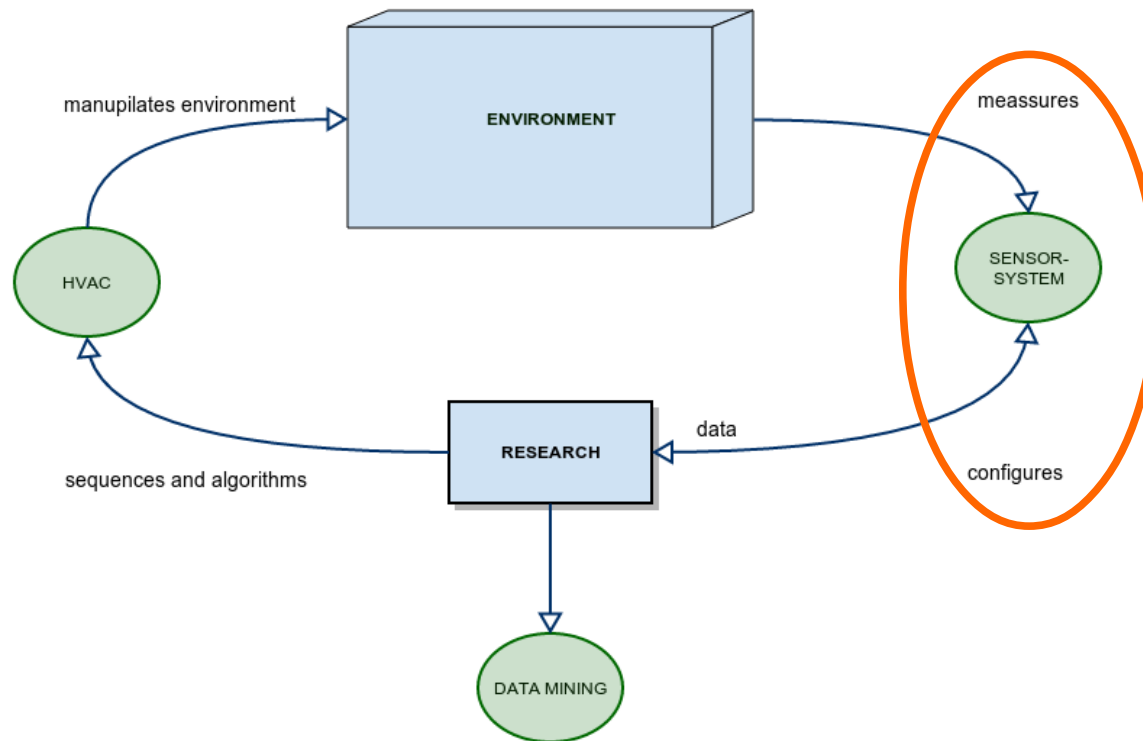 manupilates environment
ENVIRONMENT
meassures
HVAC
SENSOR-
SYSTEM
data
RESEARCH
sequences and algorithms
configures
DATA MINING